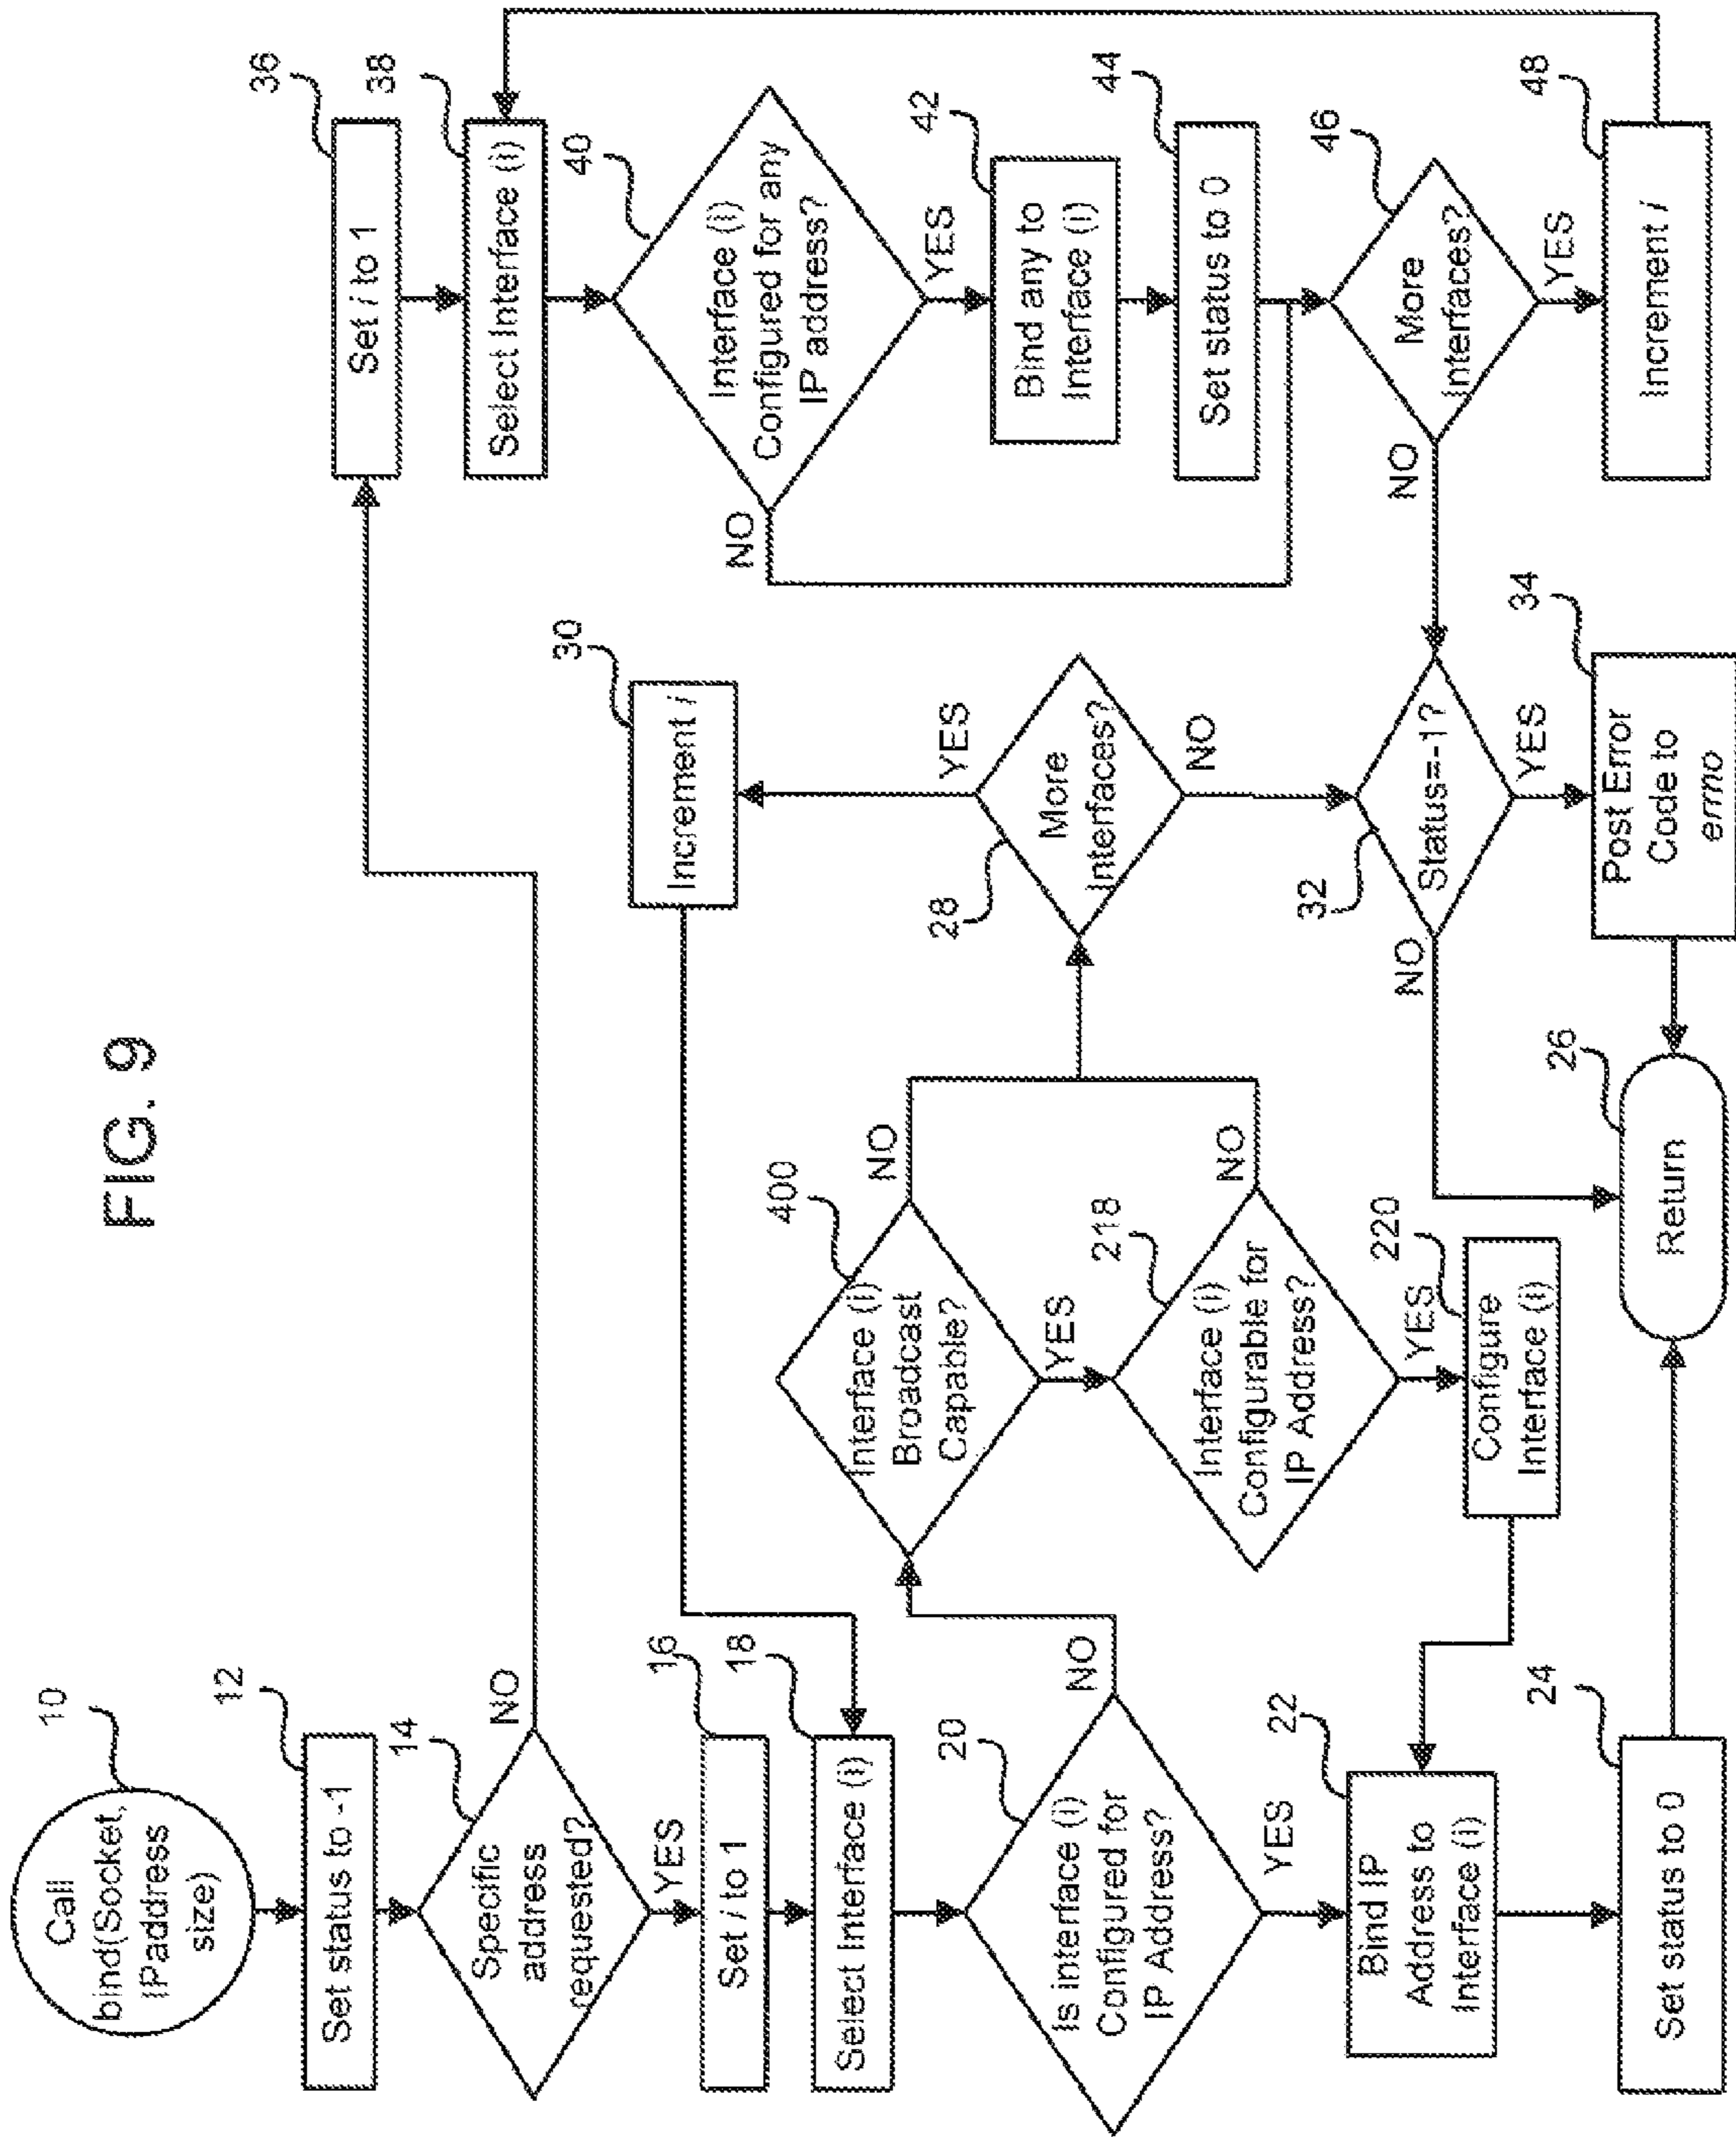 FIG. 9
10
Call
bind(Socket,
IPaddress
size)
12
Set status to -1
14
Specific
address
requested?
NO
YES
16
Set i to 1
18
Select Interface (i)
20
Is interface (i)
Configured for
IP Address?
NO
YES
22
Bind IP
Address to
Interface (i)
24
Set status to 0
400
Interface (i)
Broadcast
Capable?
NO
YES
218
Interface (i)
Configurable for
IP Address?
NO
YES
220
Configure
Interface (i)
26
Return
30
Increment i
YES
28
More
Interfaces?
NO
32
Status=-1?
NO
YES
34
Post Error
Code to
errno
36
Set i to 1
38
Select Interface (i)
40
Interface (i)
Configured for any
IP address?
NO
YES
42
Bind any to
Interface (i)
44
Set status to 0
46
More
Interfaces?
NO
YES
48
Increment i